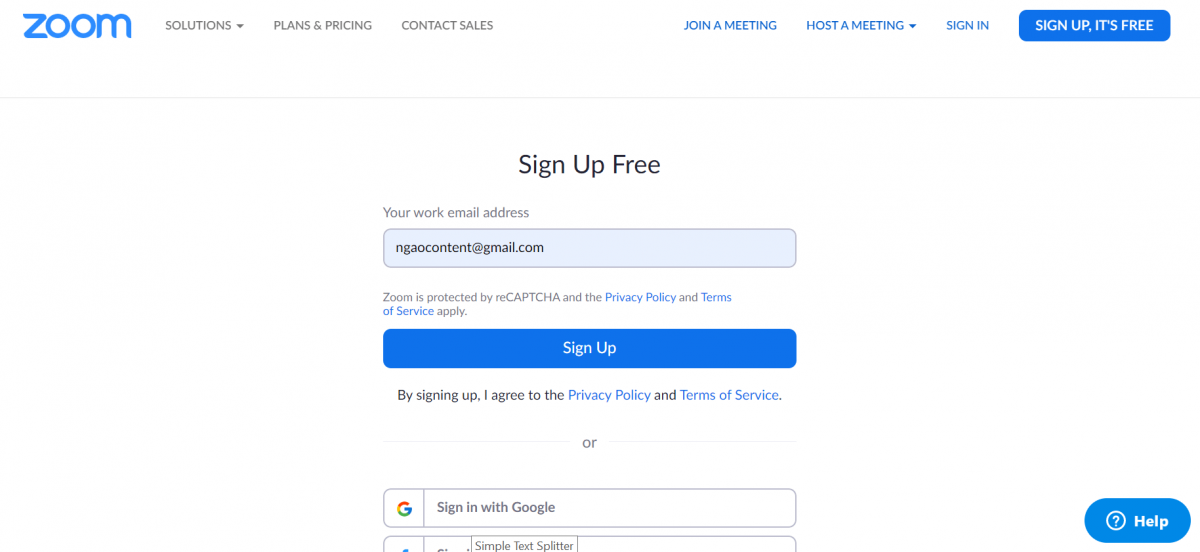 zoom SOLUTIONS PLANS & PRICING CONTACT SALES JOIN A MEETING HOST A MEETING SIGN IN SIGN UP, IT'S FREE
Sign Up Free
Your work email address
ngaocontent@gmail.com
Zoom is protected by reCAPTCHA and the Privacy Policy and Terms
of Service apply.
Sign Up
By signing up, I agree to the Privacy Policy and Terms of Service.
or
Sign in with Google
Help
Simple Text Splitter